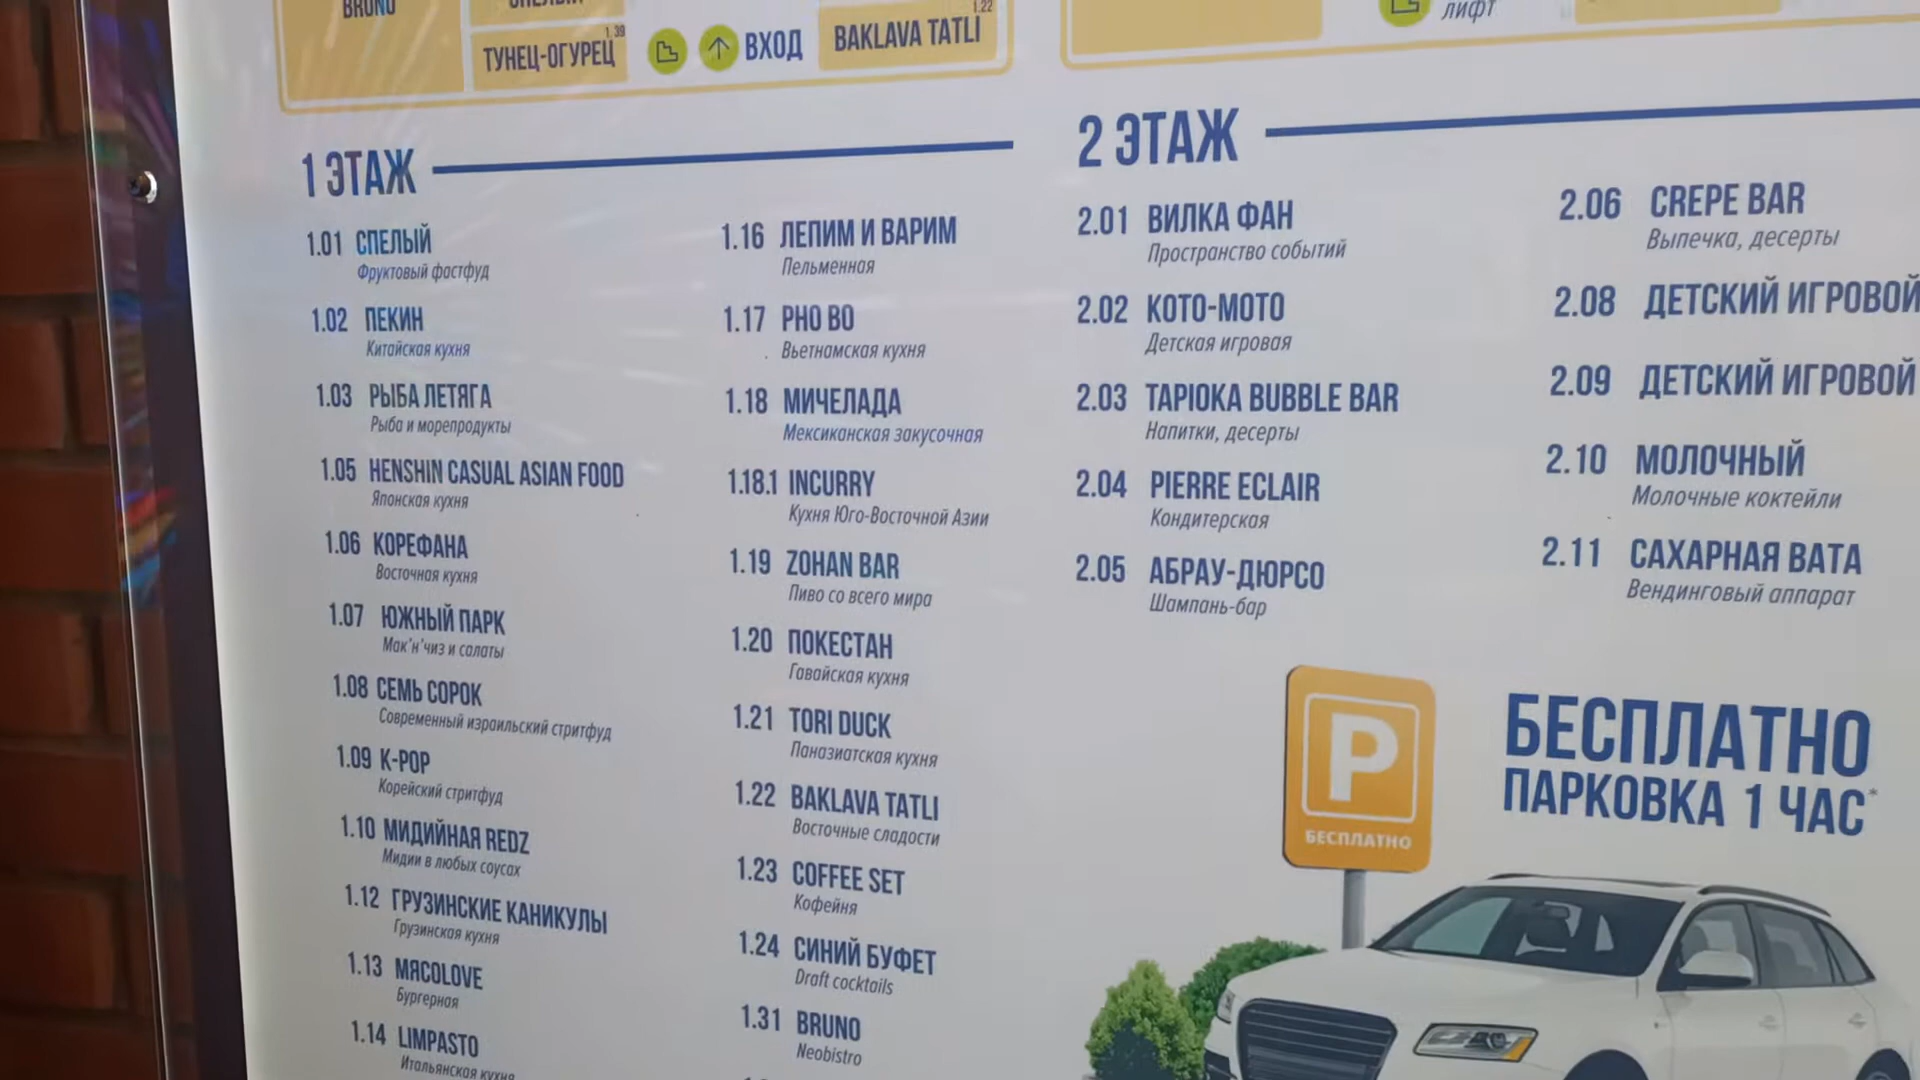 BRUNO
1.39
ТУНЕЦ-ОГУРЕЦ
ВХОД
1.22
BAKLAVA TATLI
лифт
1 ЭТАЖ
1.01 СПЕЛЫЙ
Фруктовый фастфуд
1.02 ПЕКИН
Китайская кухня
1.03 РЫБА ЛЕТЯГА
Рыба и морепродукты
1.05 HENSHIN CASUAL ASIAN FOOD
Японская кухня
1.06 КОРЕФАНА
Восточная кухня
1.07 ЮЖНЫЙ ПАРК
Мак'н'чиз и салаты
1.08 СЕМЬ СОРОК
Современный израильский стритфуд
1.09 K-POP
Корейский стритфуд
1.10 МИДИЙНАЯ REDZ
Мидии в любых соусах
1.12 ГРУЗИНСКИЕ КАНИКУЛЫ
Грузинская кухня
1.13 МЯСОLOVE
Бургерная
1.14 LIMPASTO
Итальянская кухня
1.16 ЛЕПИМ И ВАРИМ
Пельменная
1.17 PHO BO
Вьетнамская кухня
1.18 МИЧЕЛАДА
Мексиканская закусочная
1.18.1 INCURRY
Кухня Юго-Восточной Азии
1.19 ZOHAN BAR
Пиво со всего мира
1.20 ПОКЕСТАН
Гавайская кухня
1.21 TORI DUCK
Паназиатская кухня
1.22 BAKLAVA TATLI
Восточные сладости
1.23 COFFEE SET
Кофейня
1.24 СИНИЙ БУФЕТ
Draft cocktails
1.31 BRUNO
Neobistro
2 ЭТАЖ
2.01 ВИЛКА ФАН
Пространство событий
2.02 КОТО-МОТО
Детская игровая
2.03 TAPIOKA BUBBLE BAR
Напитки, десерты
2.04 PIERRE ECLAIR
Кондитерская
2.05 АБРАУ-ДЮРСО
Шампань-бар
2.06 CREPE BAR
Выпечка, десерты
2.08 ДЕТСКИЙ ИГРОВОЙ
2.09 ДЕТСКИЙ ИГРОВОЙ
2.10 МОЛОЧНЫЙ
Молочные коктейли
2.11 САХАРНАЯ ВАТА
Вендинговый аппарат
P
БЕСПЛАТНО
БЕСПЛАТНО
ПАРКОВКА 1 ЧАС*